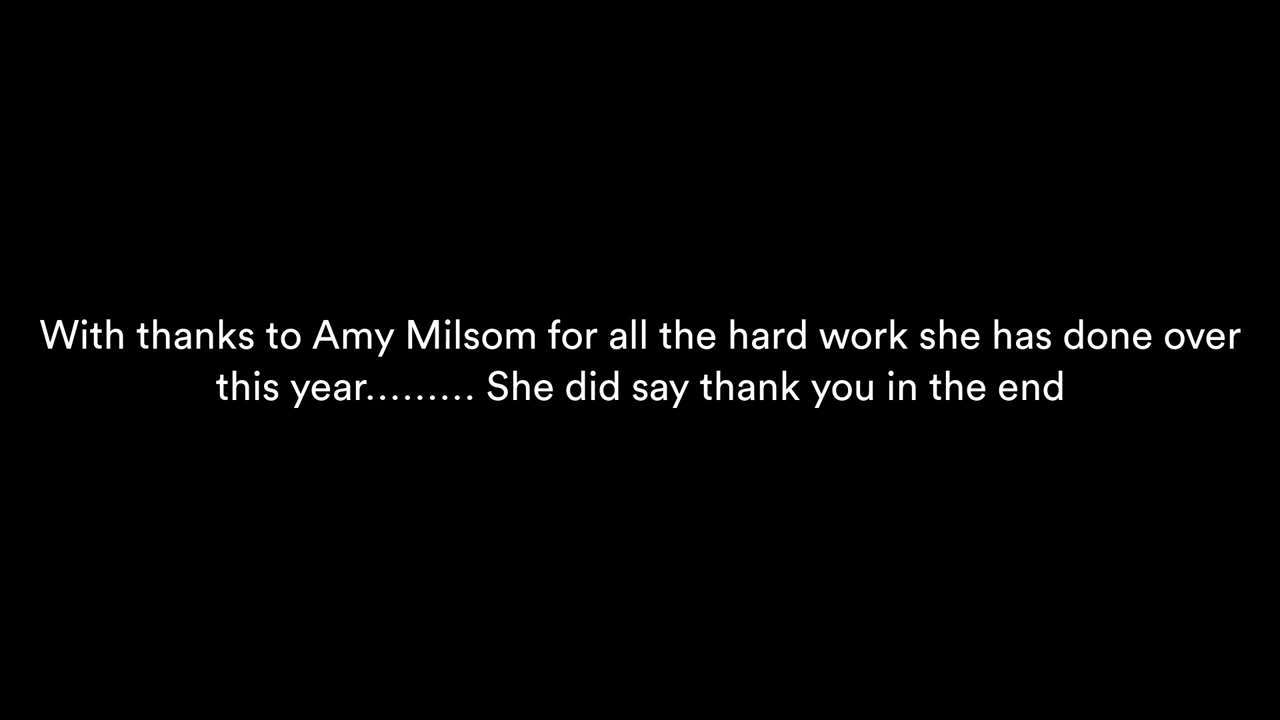 With thanks to Amy Milsom for all the hard work she has done over
this year......... She did say thank you in the end